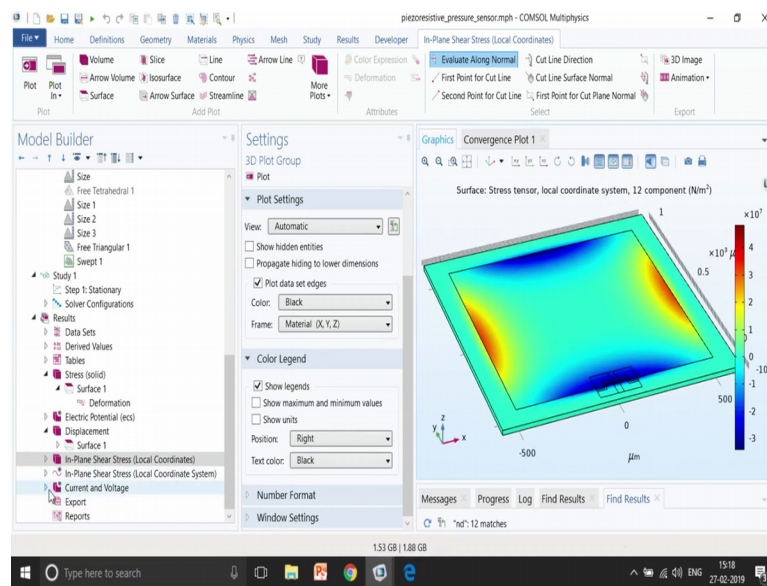 piezoresistive_pressure_sensor.mph - COMSOL Multiphysics
File Home Definitions Geometry Materials Physics Mesh Study Results Developer In-Plane Shear Stress (Local Coordinates)
Plot
Plot In
Plot
Volume Slice Line Arrow Line
Arrow Volume Isosurface Contour
Surface Arrow Surface Streamline
More Plots
Add Plot
Color Expression
Deformation
Attributes
Evaluate Along Normal Cut Line Direction
First Point for Cut Line Cut Line Surface Normal
Second Point for Cut Line First Point for Cut Plane Normal
Select
3D Image
Animation
Export
Model Builder
Size
Free Tetrahedral 1
Size 1
Size 2
Size 3
Free Triangular 1
Swept 1
Study 1
Step 1: Stationary
Solver Configurations
Results
Data Sets
Derived Values
Tables
Stress (solid)
Surface 1
Deformation
Electric Potential (ecs)
Displacement
Surface 1
In-Plane Shear Stress (Local Coordinates)
In-Plane Shear Stress (Local Coordinate System)
Current and Voltage
Export
Reports
Settings
3D Plot Group
Plot
Plot Settings
View: Automatic
Show hidden entities
Propagate hiding to lower dimensions
Plot data set edges
Color: Black
Frame: Material (X, Y, Z)
Color Legend
Show legends
Show maximum and minimum values
Show units
Position: Right
Text color: Black
Number Format
Window Settings
Graphics Convergence Plot 1
Surface: Stress tensor, local coordinate system, 12 component (N/m²)
1
×10³ μ
0.5
×10⁷
4
3
2
1
0
-1
-2
-3
-10
500
0
-500
μm
z
y
x
Messages Progress Log Find Results Find Results
"nd": 12 matches
1.53 GB | 1.88 GB
Type here to search
ENG
15:18
27-02-2019